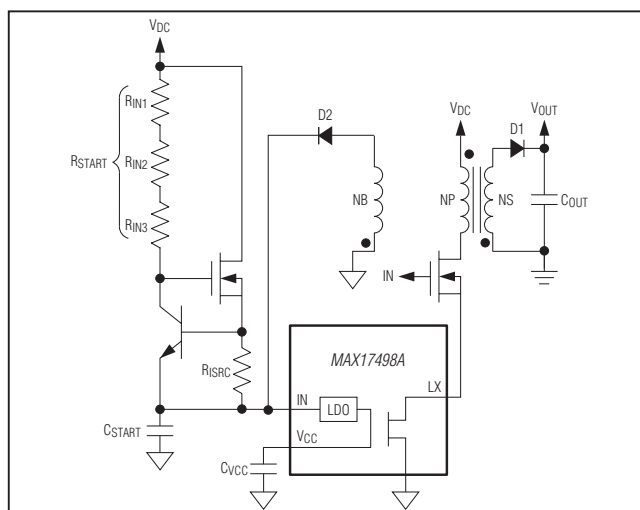 VDC
RIN1
RSTART
RIN2
RIN3
D2
NB
VDC
NP
NS
D1
VOUT
COUT
IN
MAX17498A
RISRC
IN
LDO
LX
VCC
CSTART
CVCC